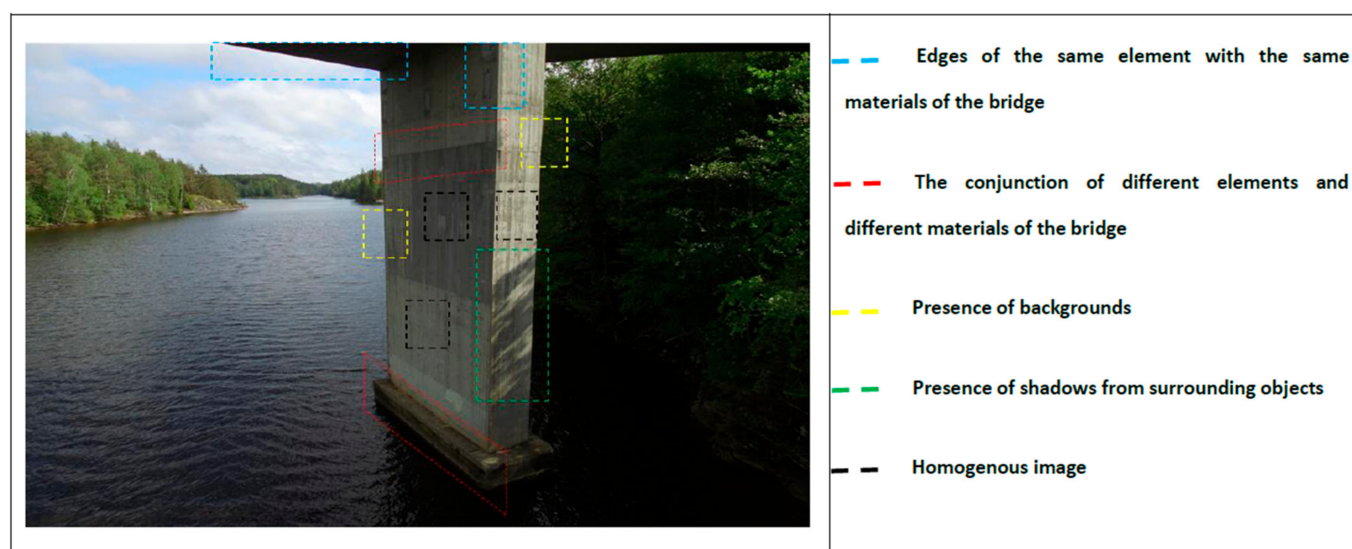 Edges of the same element with the same
materials of the bridge
The conjunction of different elements and
different materials of the bridge
Presence of backgrounds
Presence of shadows from surrounding objects
Homogenous image